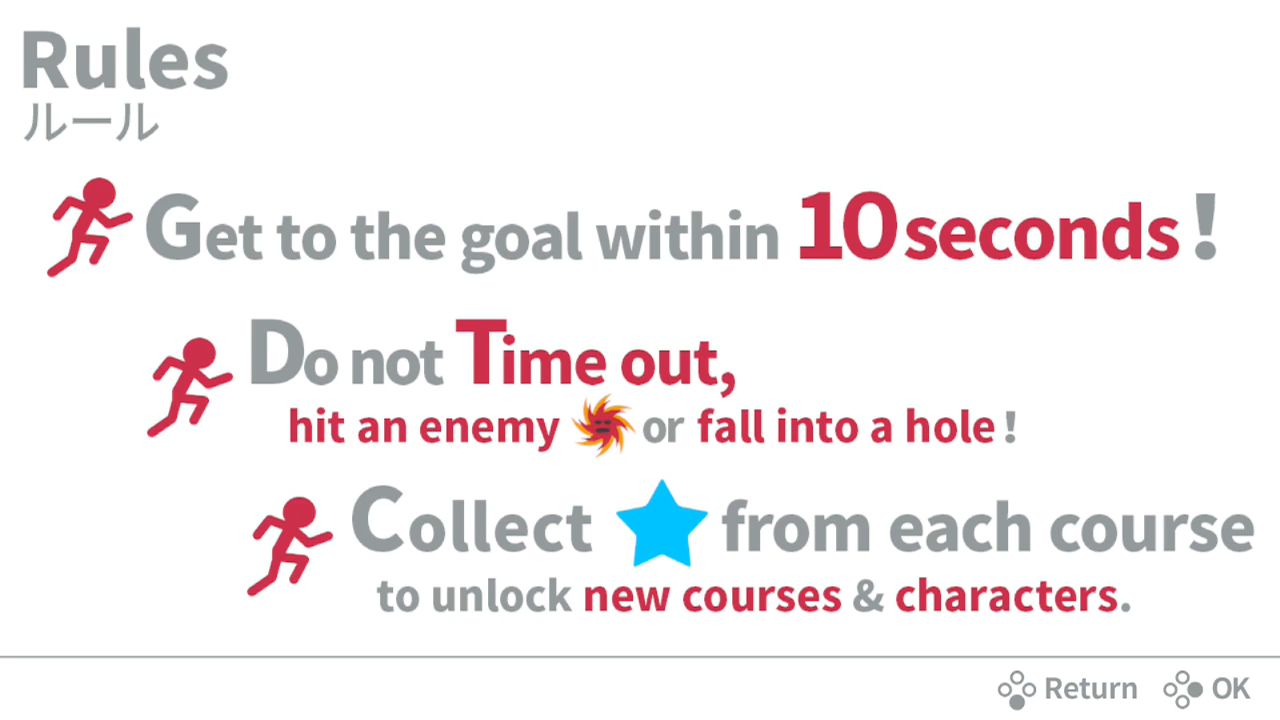 Rules
ルール
Get to the goal within 10 seconds!
Do not Time out,
hit an enemy or fall into a hole!
Collect from each course
to unlock new courses & characters.
Return OK